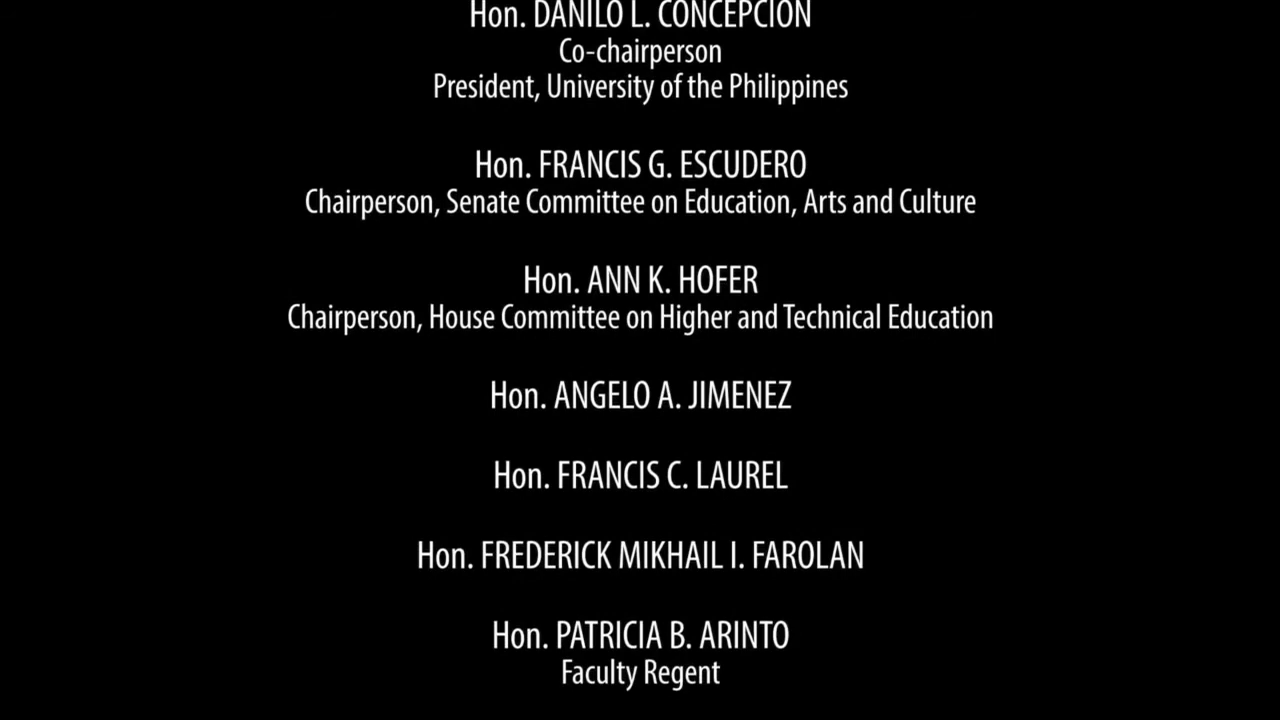 Hon. DANILO L. CONCEPCION
Co-chairperson
President, University of the Philippines
Hon. FRANCIS G. ESCUDERO
Chairperson, Senate Committee on Education, Arts and Culture
Hon. ANN K. HOFER
Chairperson, House Committee on Higher and Technical Education
Hon. ANGELO A. JIMENEZ
Hon. FRANCIS C. LAUREL
Hon. FREDERICK MIKHAIL I. FAROLAN
Hon. PATRICIA B. ARINTO
Faculty Regent